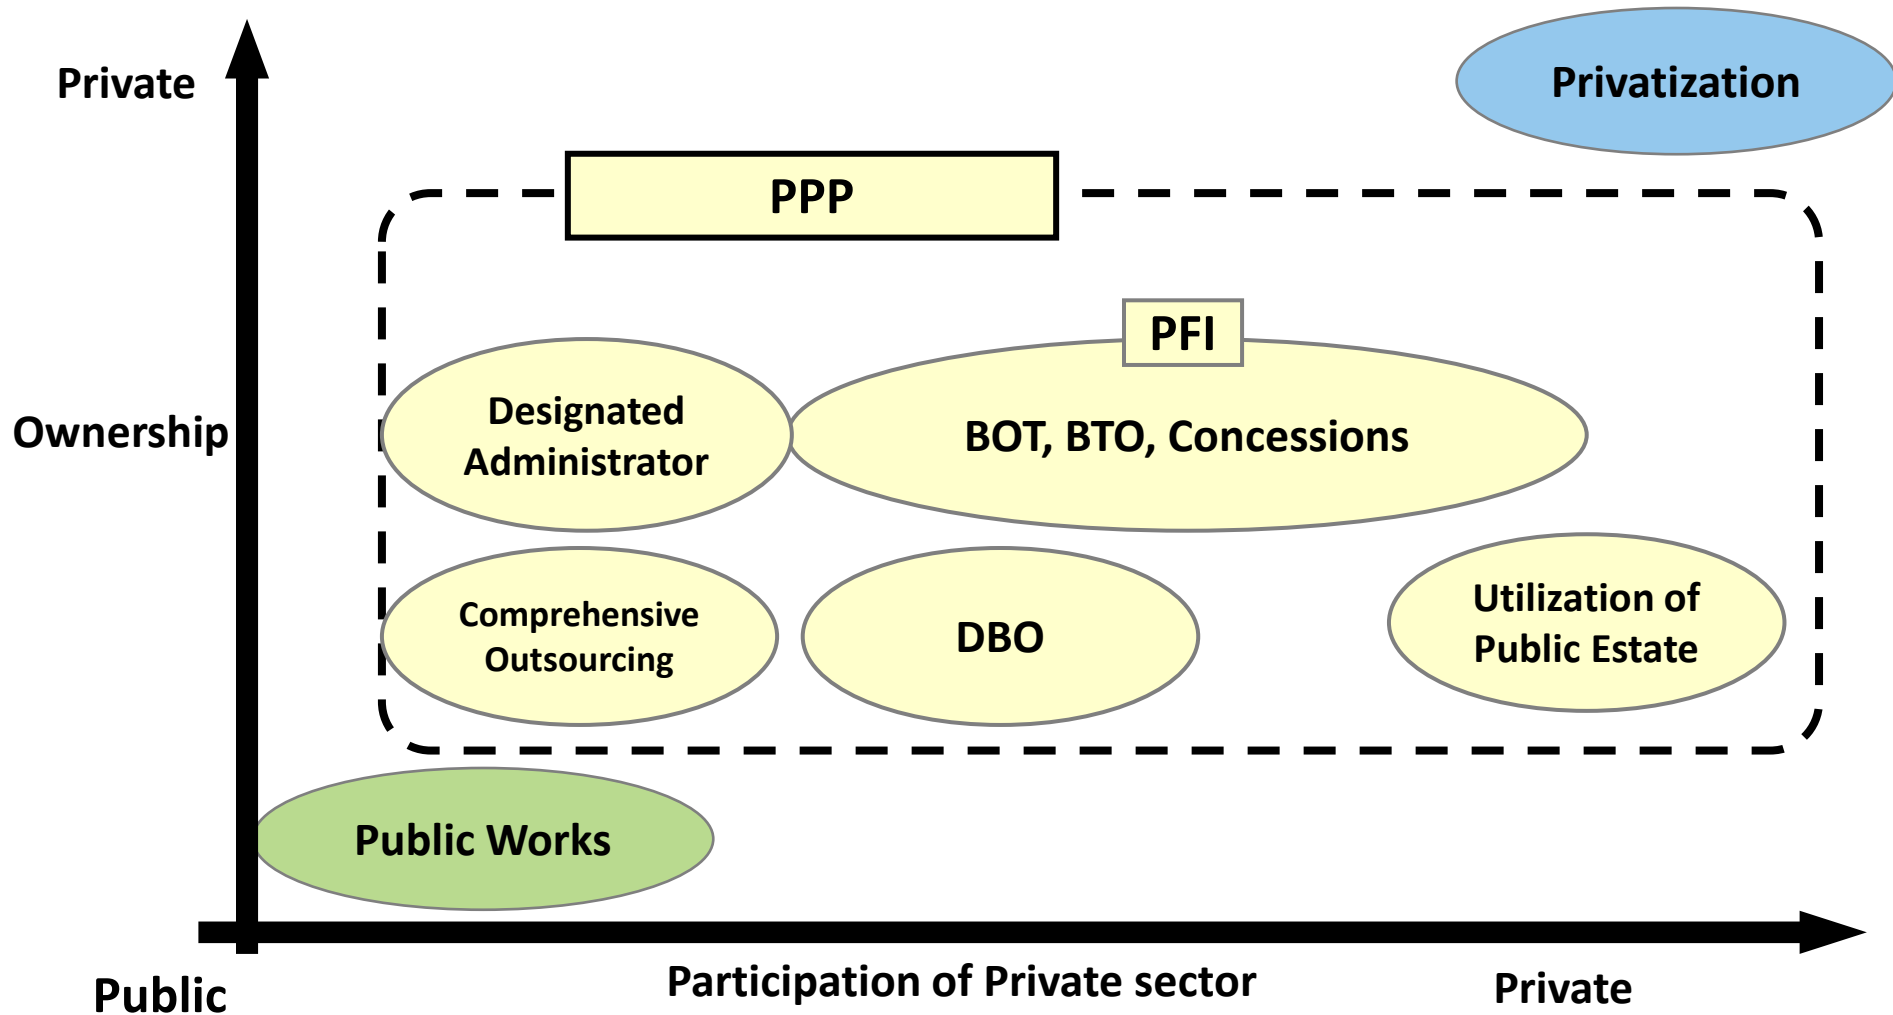 Private
Privatization
PPP
PFI
Ownership
Designated
Administrator
BOT, BTO, Concessions
Comprehensive
Outsourcing
DBO
Utilization of
Public Estate
Public Works
Public
Participation of Private sector
Private